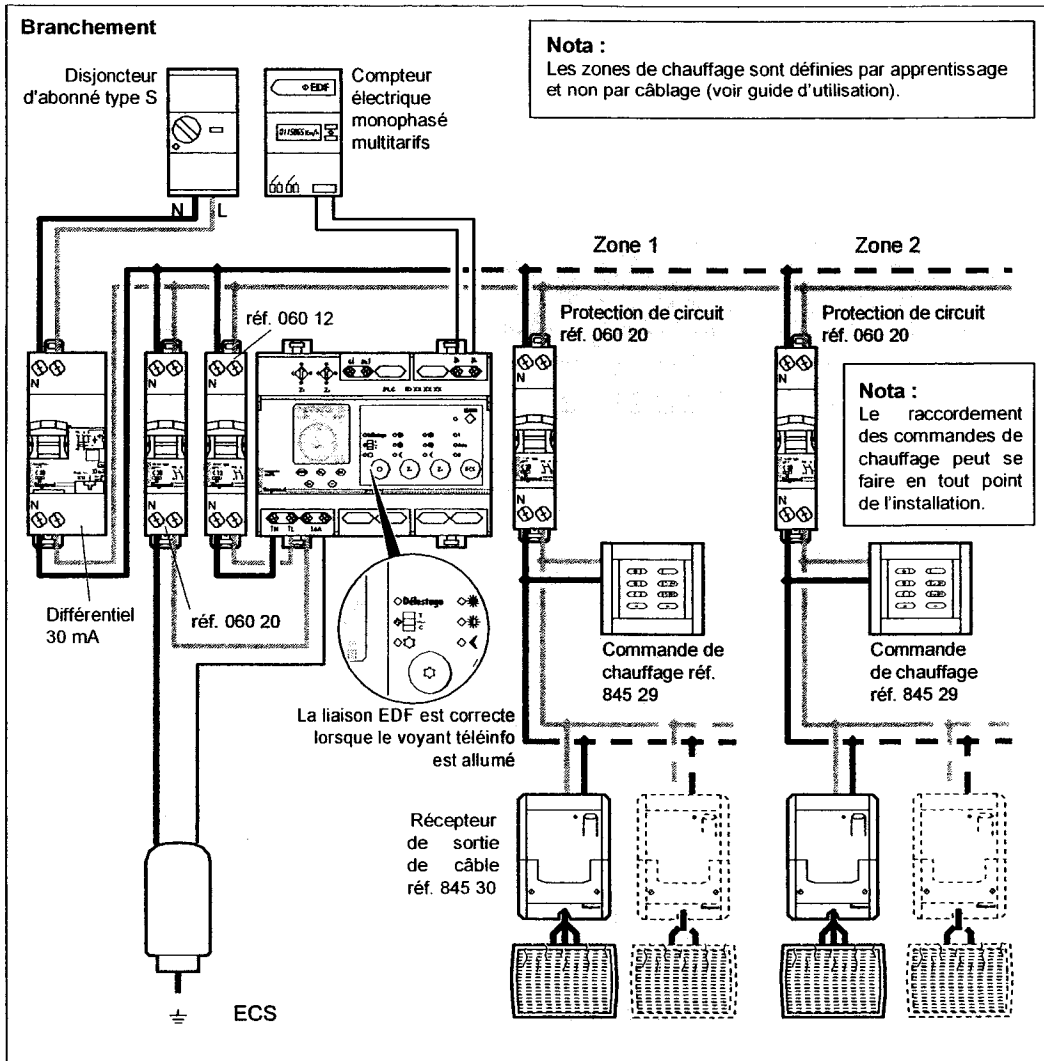 Branchement
Disjoncteur
d'abonné type S
Compteur
électrique
monophasé
multitarifs
EDF
Nota :
Les zones de chauffage sont définies par apprentissage
et non par câblage (voir guide d'utilisation).
N L
Zone 1
Zone 2
réf. 060 12
Protection de circuit
réf. 060 20
Protection de circuit
réf. 060 20
N
N
N
Nota :
Le raccordement
des commandes de
chauffage peut se
faire en tout point
de l'installation.
N
N
N
N
N
N
N
Différentiel
30 mA
réf. 060 20
Délestage
La liaison EDF est correcte
lorsque le voyant téléinfo
est allumé
Commande de
chauffage réf.
845 29
Commande
de chauffage
réf. 845 29
Récepteur
de sortie
de câble
réf. 845 30
ECS